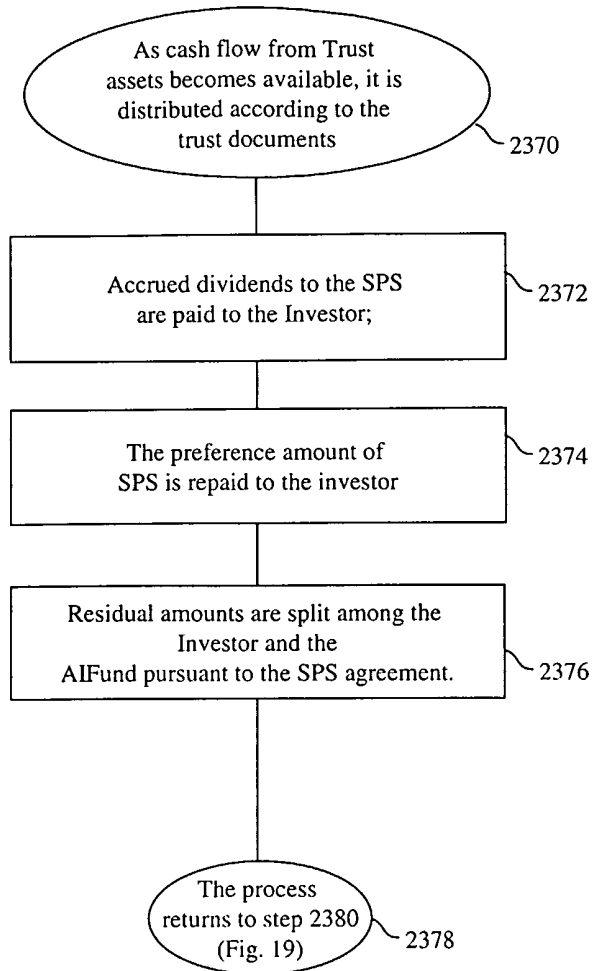 As cash flow from Trust
assets becomes available, it is
distributed according to the
trust documents
2370
Accrued dividends to the SPS
are paid to the Investor;
2372
The preference amount of
SPS is repaid to the investor
2374
Residual amounts are split among the
Investor and the
AIFund pursuant to the SPS agreement.
2376
The process
returns to step 2380
(Fig. 19)
2378